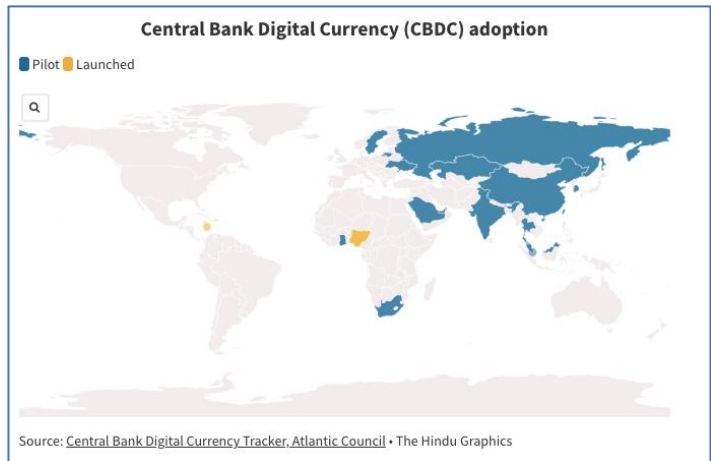 Central Bank Digital Currency (CBDC) adoption
Pilot Launched
Source: Central Bank Digital Currency Tracker, Atlantic Council • The Hindu Graphics